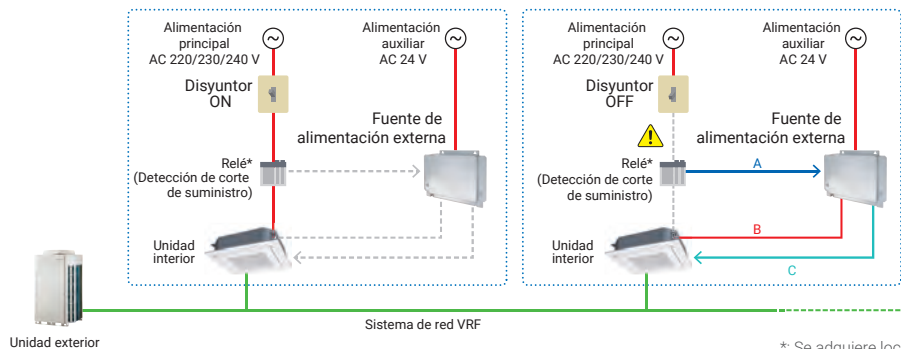 Alimentación
principal
AC 220/230/240 V
Alimentación
auxiliar
AC 24 V
Disyuntor
ON
Fuente de
alimentación externa
Relé*
(Detección de corte
de suministro)
Unidad
interior
Alimentación
principal
AC 220/230/240 V
Alimentación
auxiliar
AC 24 V
Disyuntor
OFF
Fuente de
alimentación externa
Relé*
(Detección de corte
de suministro)
A
B
C
Unidad
interior
Sistema de red VRF
Unidad exterior
*: Se adquiere loc